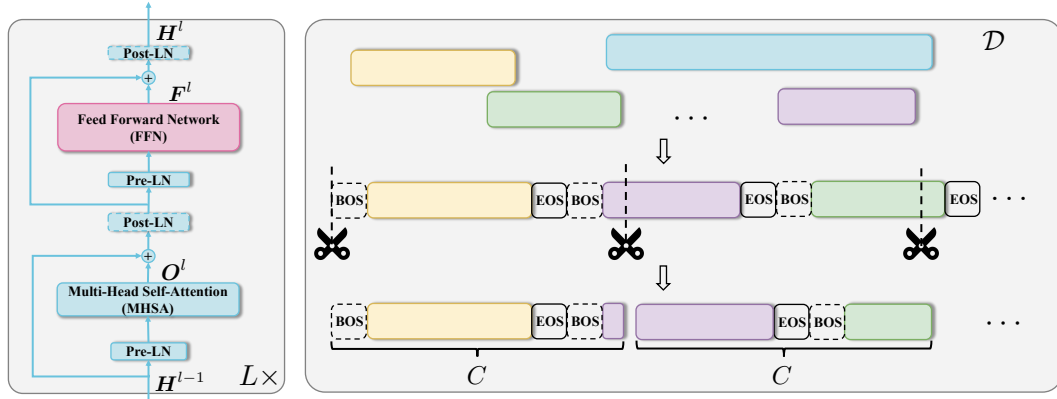 H^l
Post-LN
+
F^l
Feed Forward Network
(FFN)
Pre-LN
Post-LN
+
O^l
Multi-Head Self-Attention
(MHSA)
Pre-LN
H^{l-1}
L×
𝒟
. . .
BOS EOS BOS EOS BOS EOS . . .
BOS EOS BOS EOS BOS . . .
C C